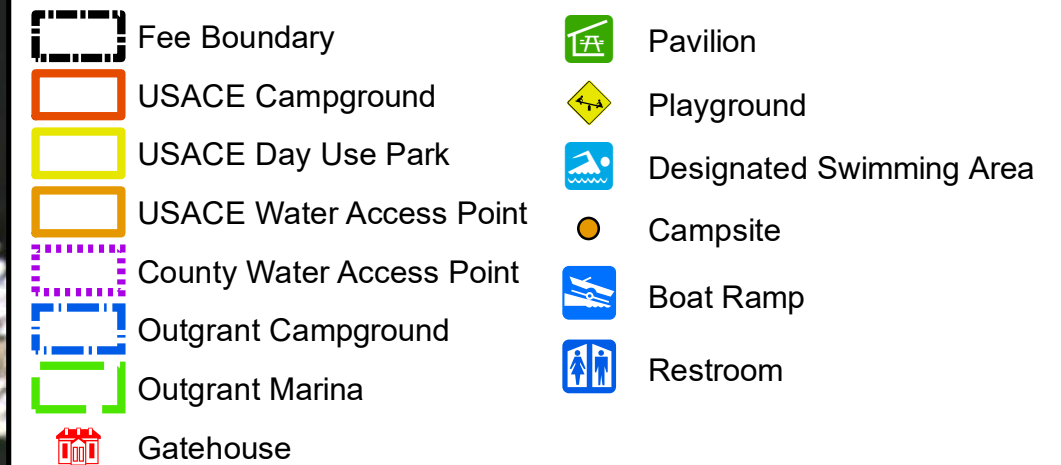 Fee Boundary
USACE Campground
USACE Day Use Park
USACE Water Access Point
County Water Access Point
Outgrant Campground
Outgrant Marina
Gatehouse
Pavilion
Playground
Designated Swimming Area
Campsite
Boat Ramp
Restroom